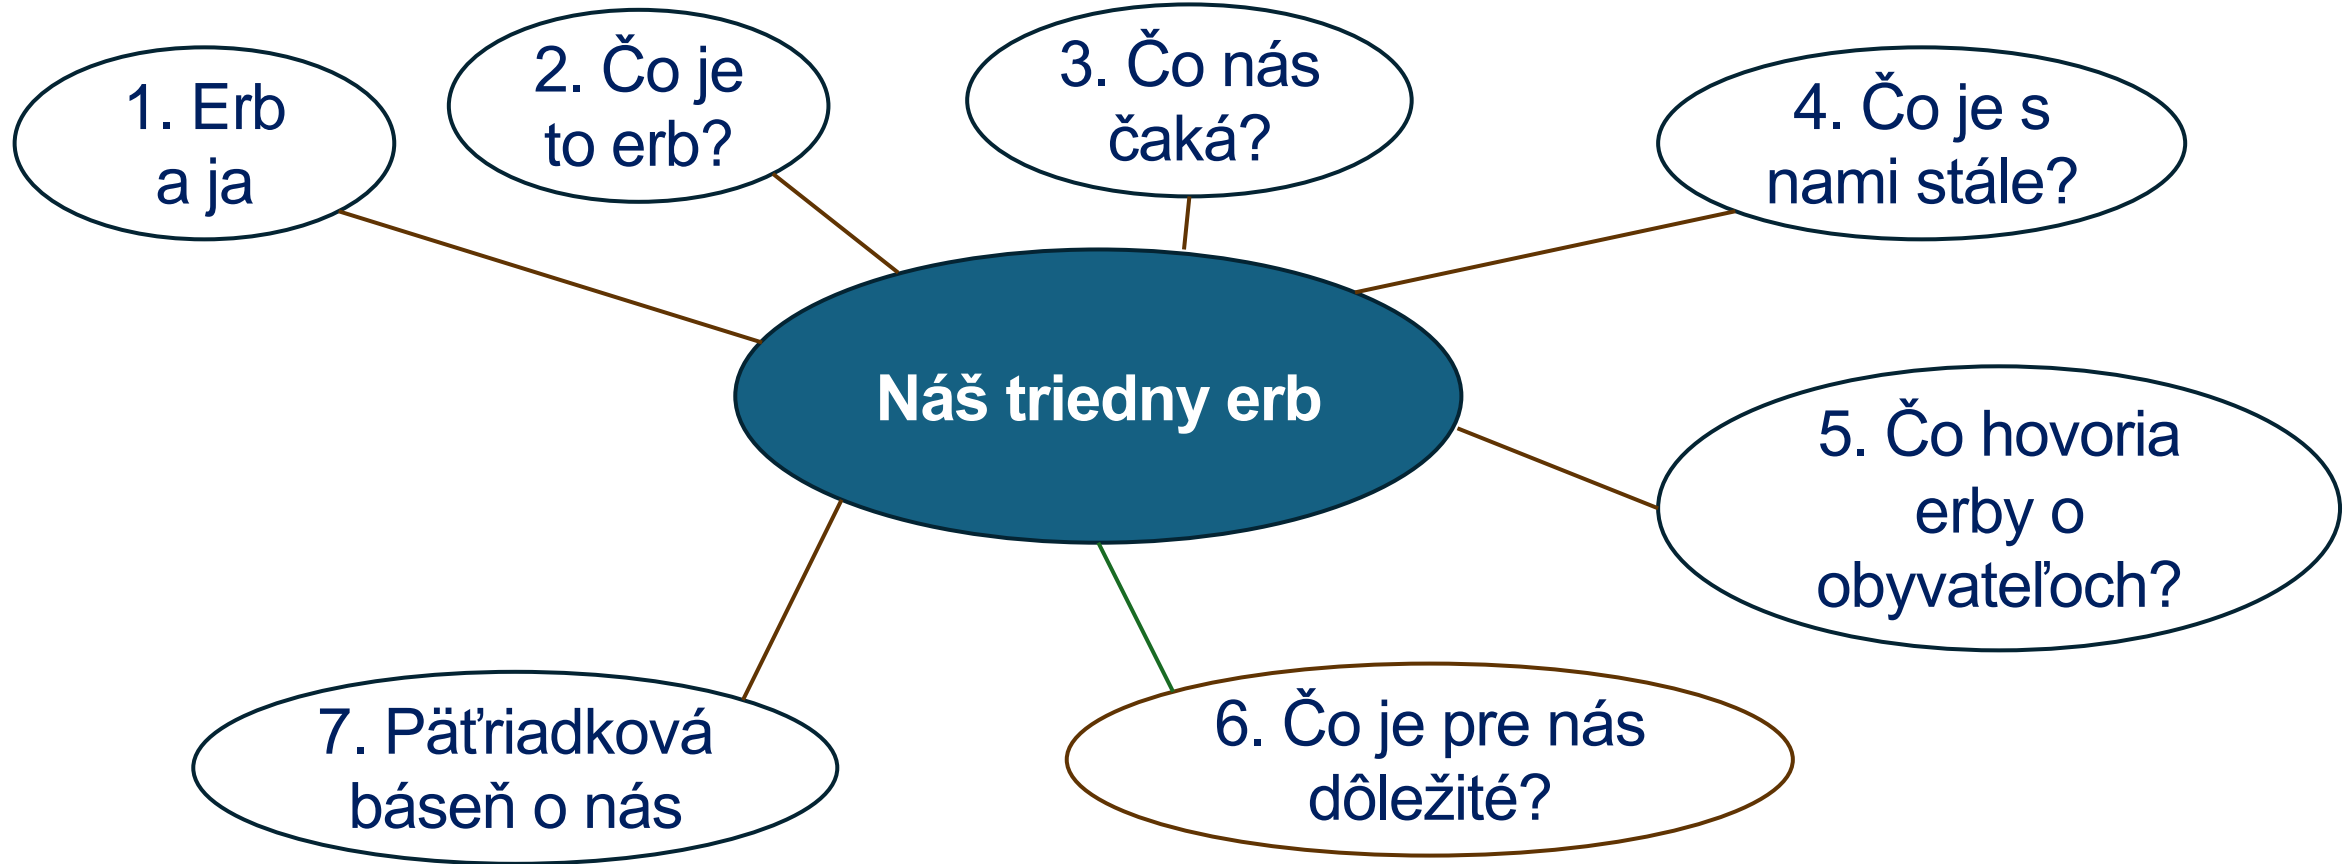 1. Erb
a ja
2. Čo je
to erb?
3. Čo nás
čaká?
4. Čo je s
nami stále?
Náš triedny erb
5. Čo hovoria
erby o
obyvateľoch?
6. Čo je pre nás
dôležité?
7. Päťriadková
báseň o nás